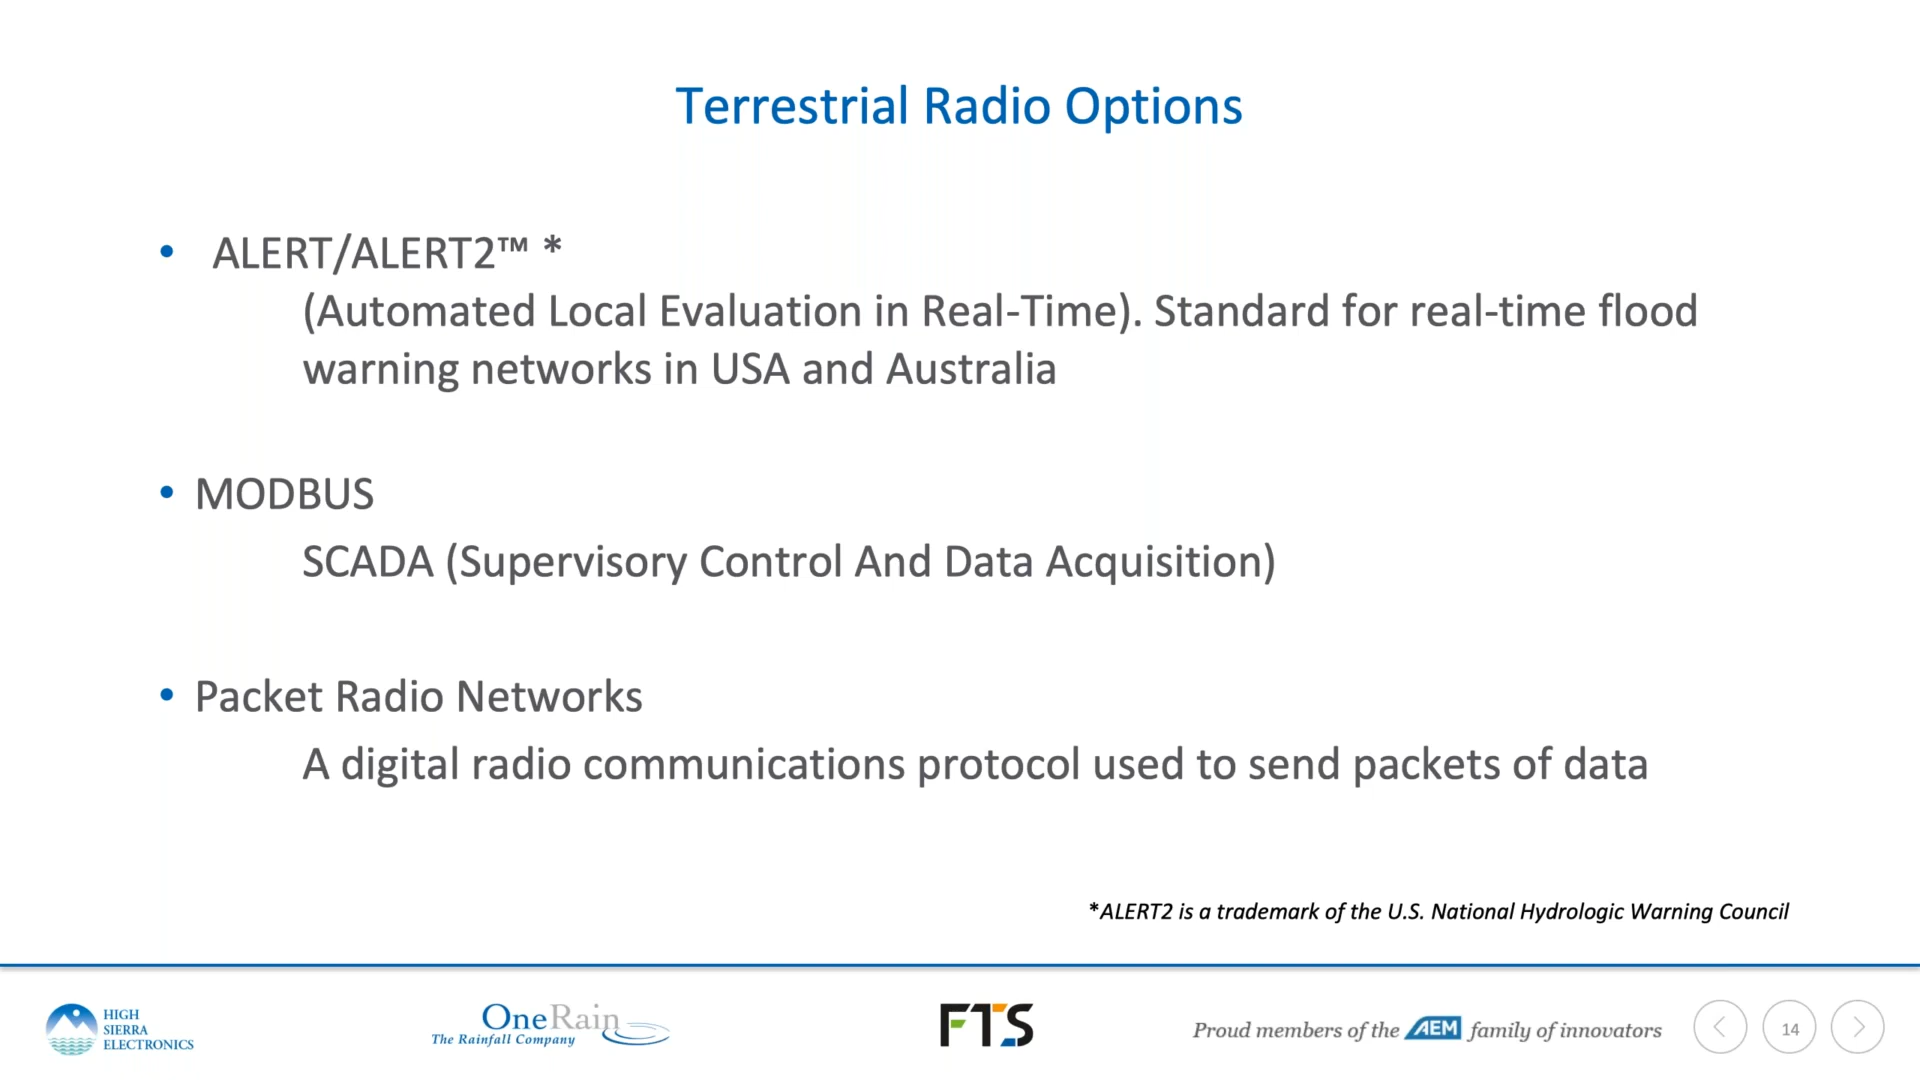 Terrestrial Radio Options
• ALERT/ALERT2™ *
(Automated Local Evaluation in Real-Time). Standard for real-time flood
warning networks in USA and Australia
• MODBUS
SCADA (Supervisory Control And Data Acquisition)
• Packet Radio Networks
A digital radio communications protocol used to send packets of data
*ALERT2 is a trademark of the U.S. National Hydrologic Warning Council
HIGH
SIERRA
ELECTRONICS
OneRain
The Rainfall Company
FTS
Proud members of the AEM family of innovators
14